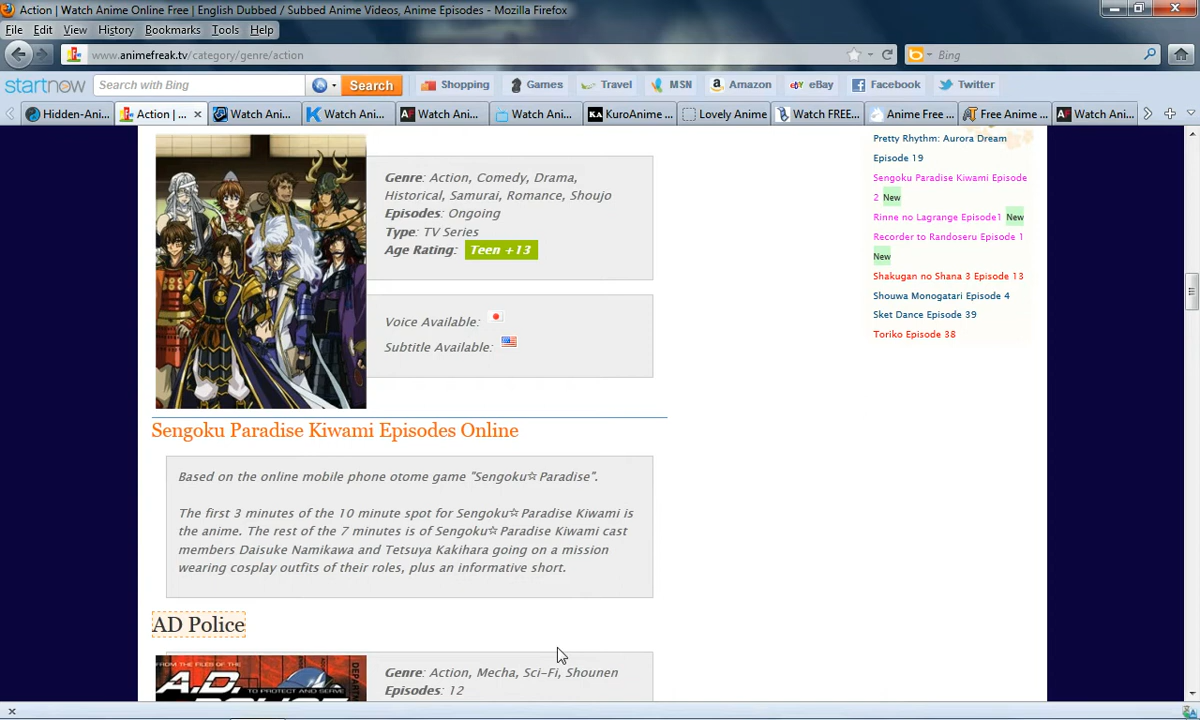 Action | Watch Anime Online Free | English Dubbed / Subbed Anime Videos, Anime Episodes - Mozilla Firefox
File Edit View History Bookmarks Tools Help
www.animefreak.tv/category/genre/action
Bing
startnow Search with Bing Search Shopping Games Travel MSN Amazon eBay Facebook Twitter
Hidden-Ani... Action | ... Watch Ani... Watch Ani... Watch Ani... Watch Ani... KuroAnime ... Lovely Anime Watch FREE... Anime Free ... Free Anime ... Watch Ani...
Genre: Action, Comedy, Drama,
Historical, Samurai, Romance, Shoujo
Episodes: Ongoing
Type: TV Series
Age Rating: Teen +13
Voice Available:
Subtitle Available:
Sengoku Paradise Kiwami Episodes Online
Based on the online mobile phone otome game "Sengoku☆Paradise".
The first 3 minutes of the 10 minute spot for Sengoku☆Paradise Kiwami is
the anime. The rest of the 7 minutes is of Sengoku☆Paradise Kiwami cast
members Daisuke Namikawa and Tetsuya Kakihara going on a mission
wearing cosplay outfits of their roles, plus an informative short.
AD Police
FROM THE FILES OF THE
A.D. TO PROTECT AND SERVE
Genre: Action, Mecha, Sci-Fi, Shounen
Episodes: 12
Pretty Rhythm: Aurora Dream
Episode 19
Sengoku Paradise Kiwami Episode
2 New
Rinne no Lagrange Episode1 New
Recorder to Randoseru Episode 1
New
Shakugan no Shana 3 Episode 13
Shouwa Monogatari Episode 4
Sket Dance Episode 39
Toriko Episode 38